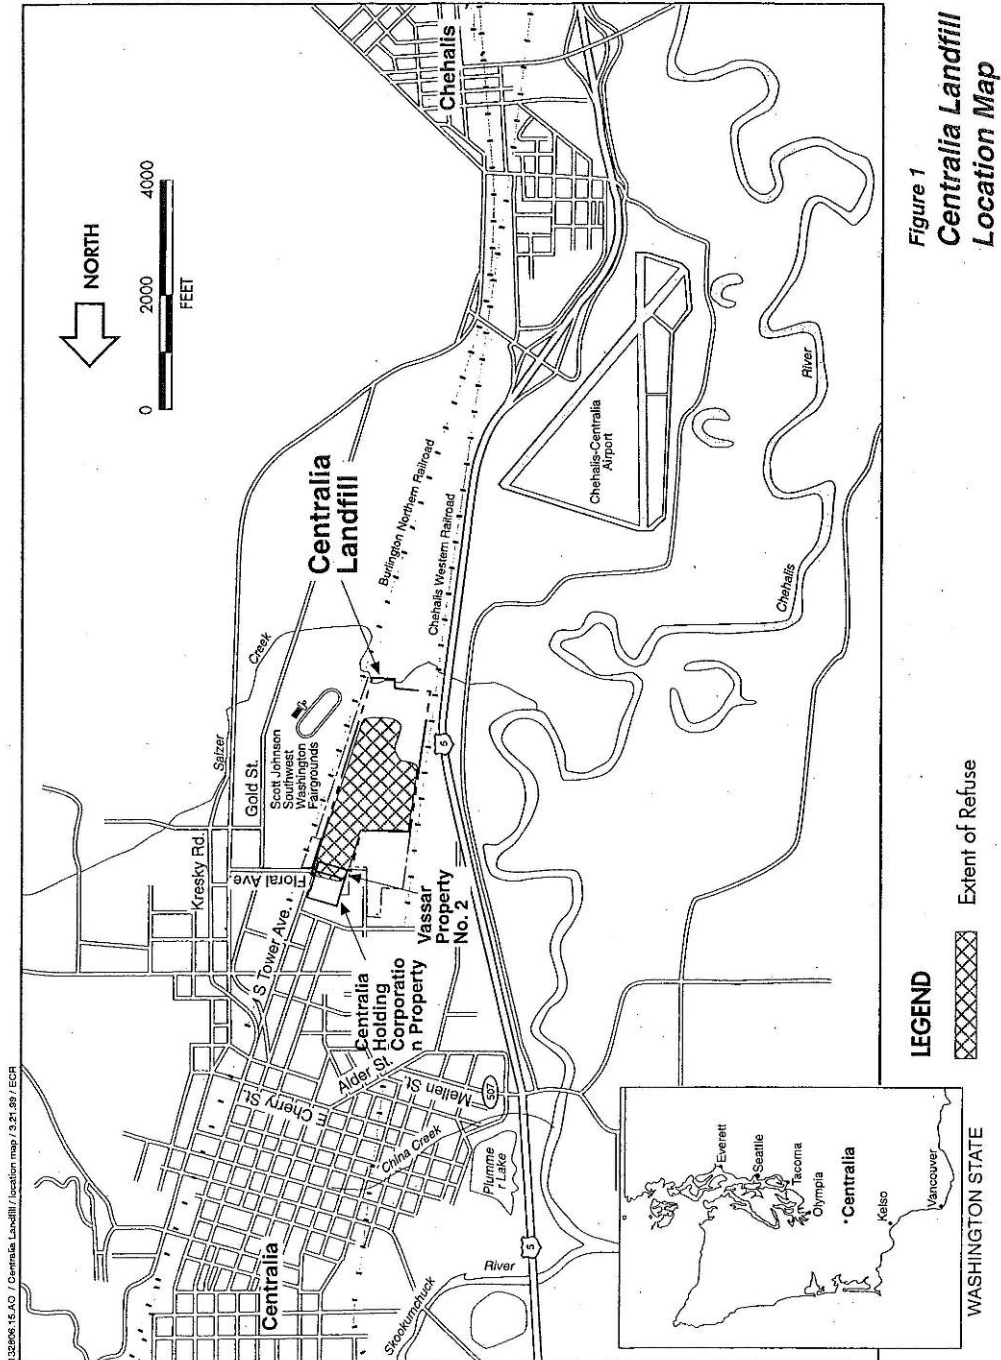 132806.15.AO / Centralia Landfill / location map / 3.21.99 / ECR
NORTH
0 2000 4000
FEET
Chehalis
Centralia
Landfill
Burlington Northern Railroad
Chehalis Western Railroad
Chehalis-Centralia
Airport
River
Chehalis
Creek
Salzer
Gold St.
Scott Johnson
Southwest
Washington
Fairgrounds
Kresky Rd.
Floral Ave.
S Tower Ave.
5
Vassar
Property
No. 2
Centralia
Holding
Corporatio
n Property
Alder St.
Mellen St.
E Cherry St.
507
China Creek
Plumme
r Lake
Centralia
Skookumchuck
River
5
Everett
Seattle
Tacoma
Olympia
Centralia
Kelso
Vancouver
WASHINGTON STATE
LEGEND
Extent of Refuse
Figure 1
Centralia Landfill
Location Map